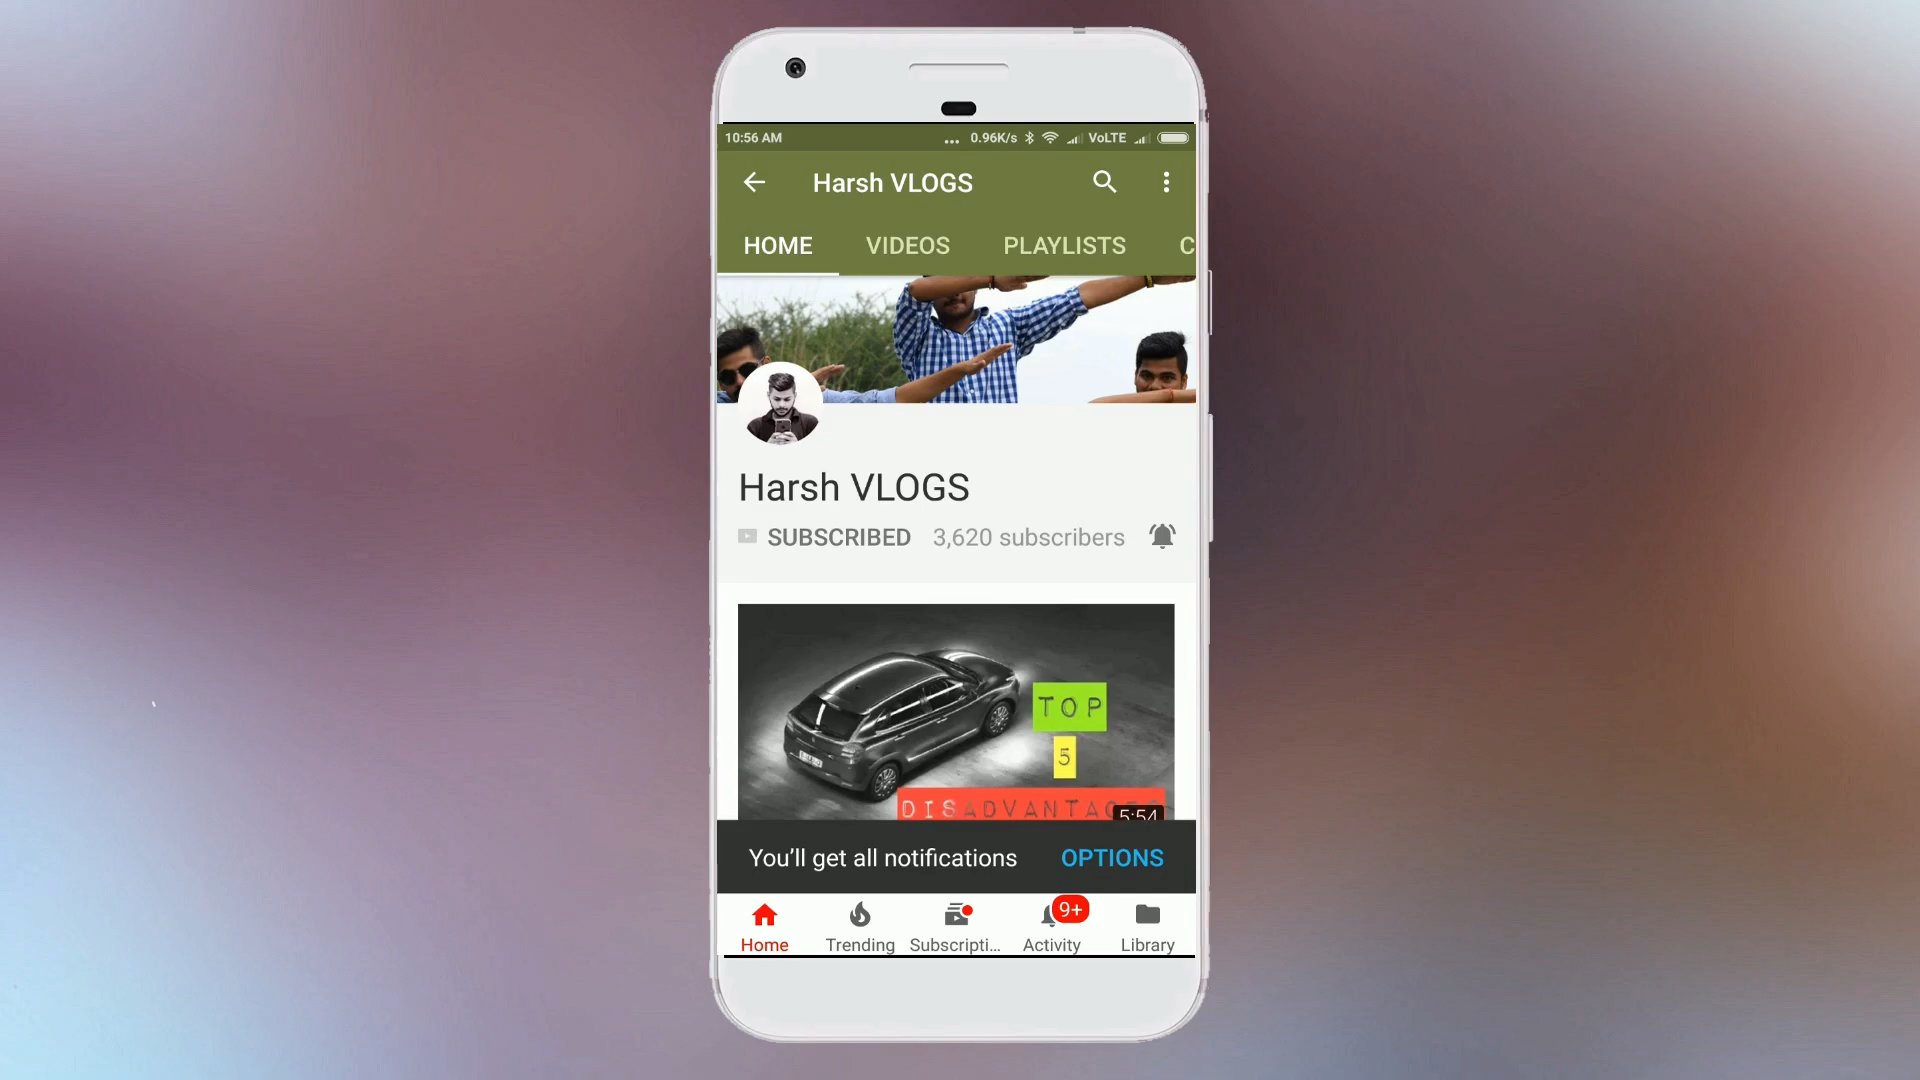 10:56 AM ... 0.96K/s VoLTE
Harsh VLOGS
HOME VIDEOS PLAYLISTS C
Harsh VLOGS
SUBSCRIBED 3,620 subscribers
TOP
5
DISADVANTAGES
5:54
You'll get all notifications OPTIONS
9+
Home Trending Subscripti... Activity Library